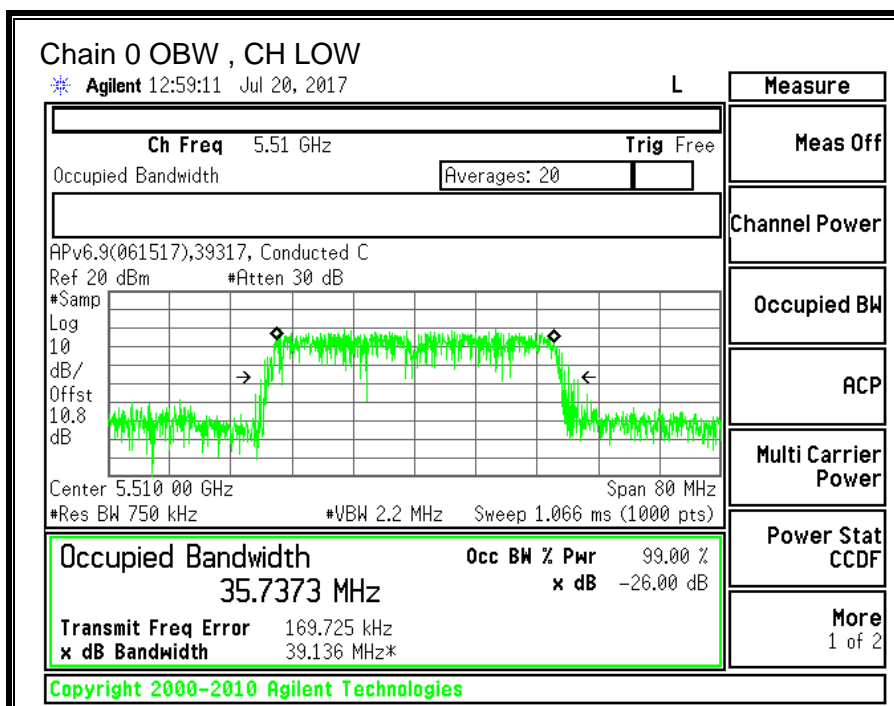 Chain 0 OBW , CH LOW
Agilent 12:59:11 Jul 20, 2017 L
Ch Freq 5.51 GHz Trig Free
Occupied Bandwidth Averages: 20
APv6.9(061517),39317, Conducted C
Ref 20 dBm #Atten 30 dB
#Samp
Log
10
dB/
Offst
10.8
dB
Center 5.510 00 GHz Span 80 MHz
#Res BW 750 kHz #VBW 2.2 MHz Sweep 1.066 ms (1000 pts)
Occupied Bandwidth Occ BW % Pwr 99.00 %
35.7373 MHz x dB -26.00 dB
Transmit Freq Error 169.725 kHz
x dB Bandwidth 39.136 MHz*
Copyright 2000-2010 Agilent Technologies
Measure
Meas Off
Channel Power
Occupied BW
ACP
Multi Carrier
Power
Power Stat
CCDF
More
1 of 2